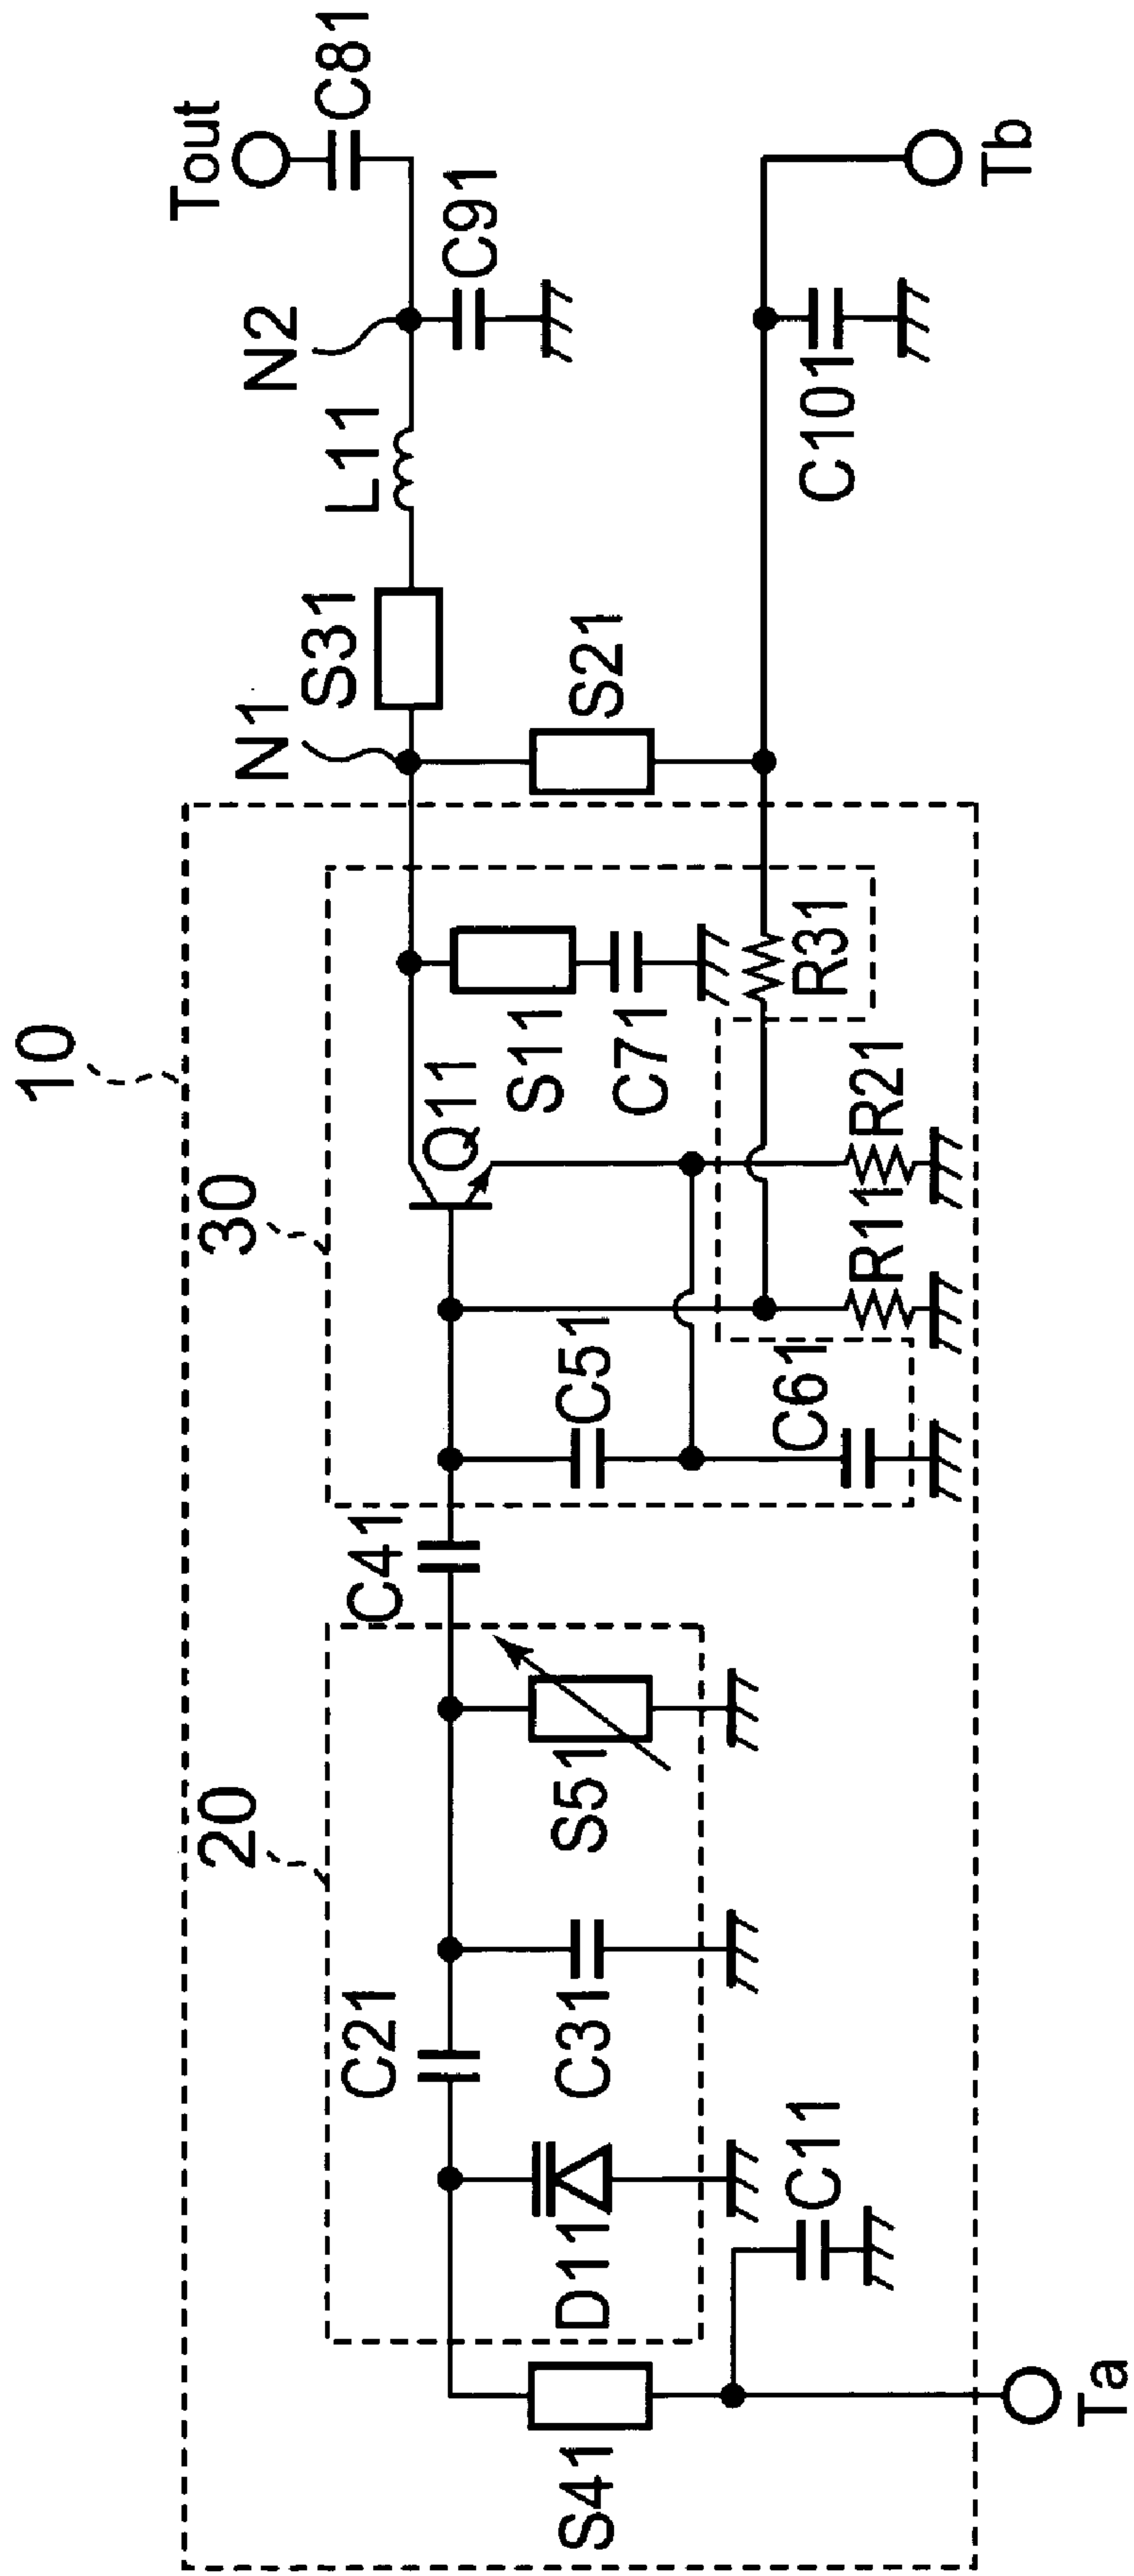 10
20
30
N1
N2
Tout
C81
C91
L11
S31
S21
C101
Tb
Q11
S11
C71
R31
R21
R11
C51
C61
C41
S51
C21
C31
D11
C11
S41
Ta